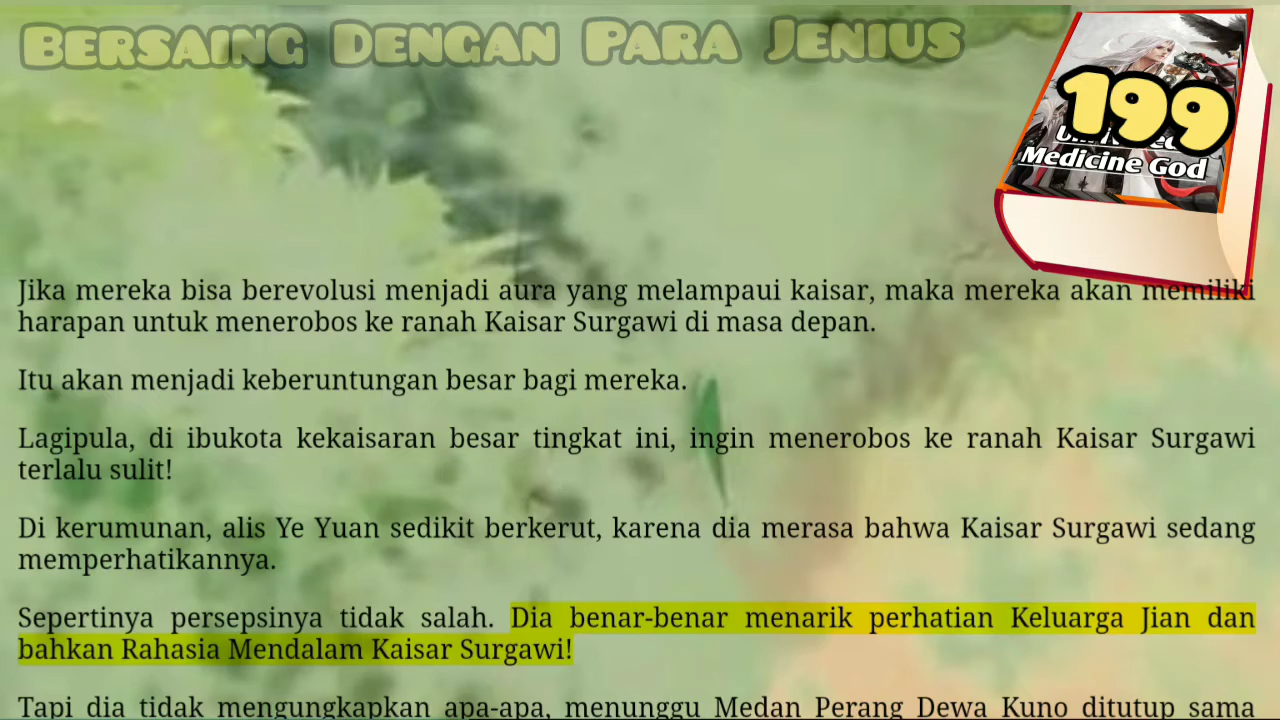 Bersaing Dengan Para Jenius
199
Medicine God
Jika mereka bisa berevolusi menjadi aura yang melampaui kaisar, maka mereka akan memiliki
harapan untuk menerobos ke ranah Kaisar Surgawi di masa depan.
Itu akan menjadi keberuntungan besar bagi mereka.
Lagipula, di ibukota kekaisaran besar tingkat ini, ingin menerobos ke ranah Kaisar Surgawi
terlalu sulit!
Di kerumunan, alis Ye Yuan sedikit berkerut, karena dia merasa bahwa Kaisar Surgawi sedang
memperhatikannya.
Sepertinya persepsinya tidak salah. Dia benar-benar menarik perhatian Keluarga Jian dan
bahkan Rahasia Mendalam Kaisar Surgawi!
Tapi dia tidak mengungkapkan apa-apa, menunggu Medan Perang Dewa Kuno ditutup sama